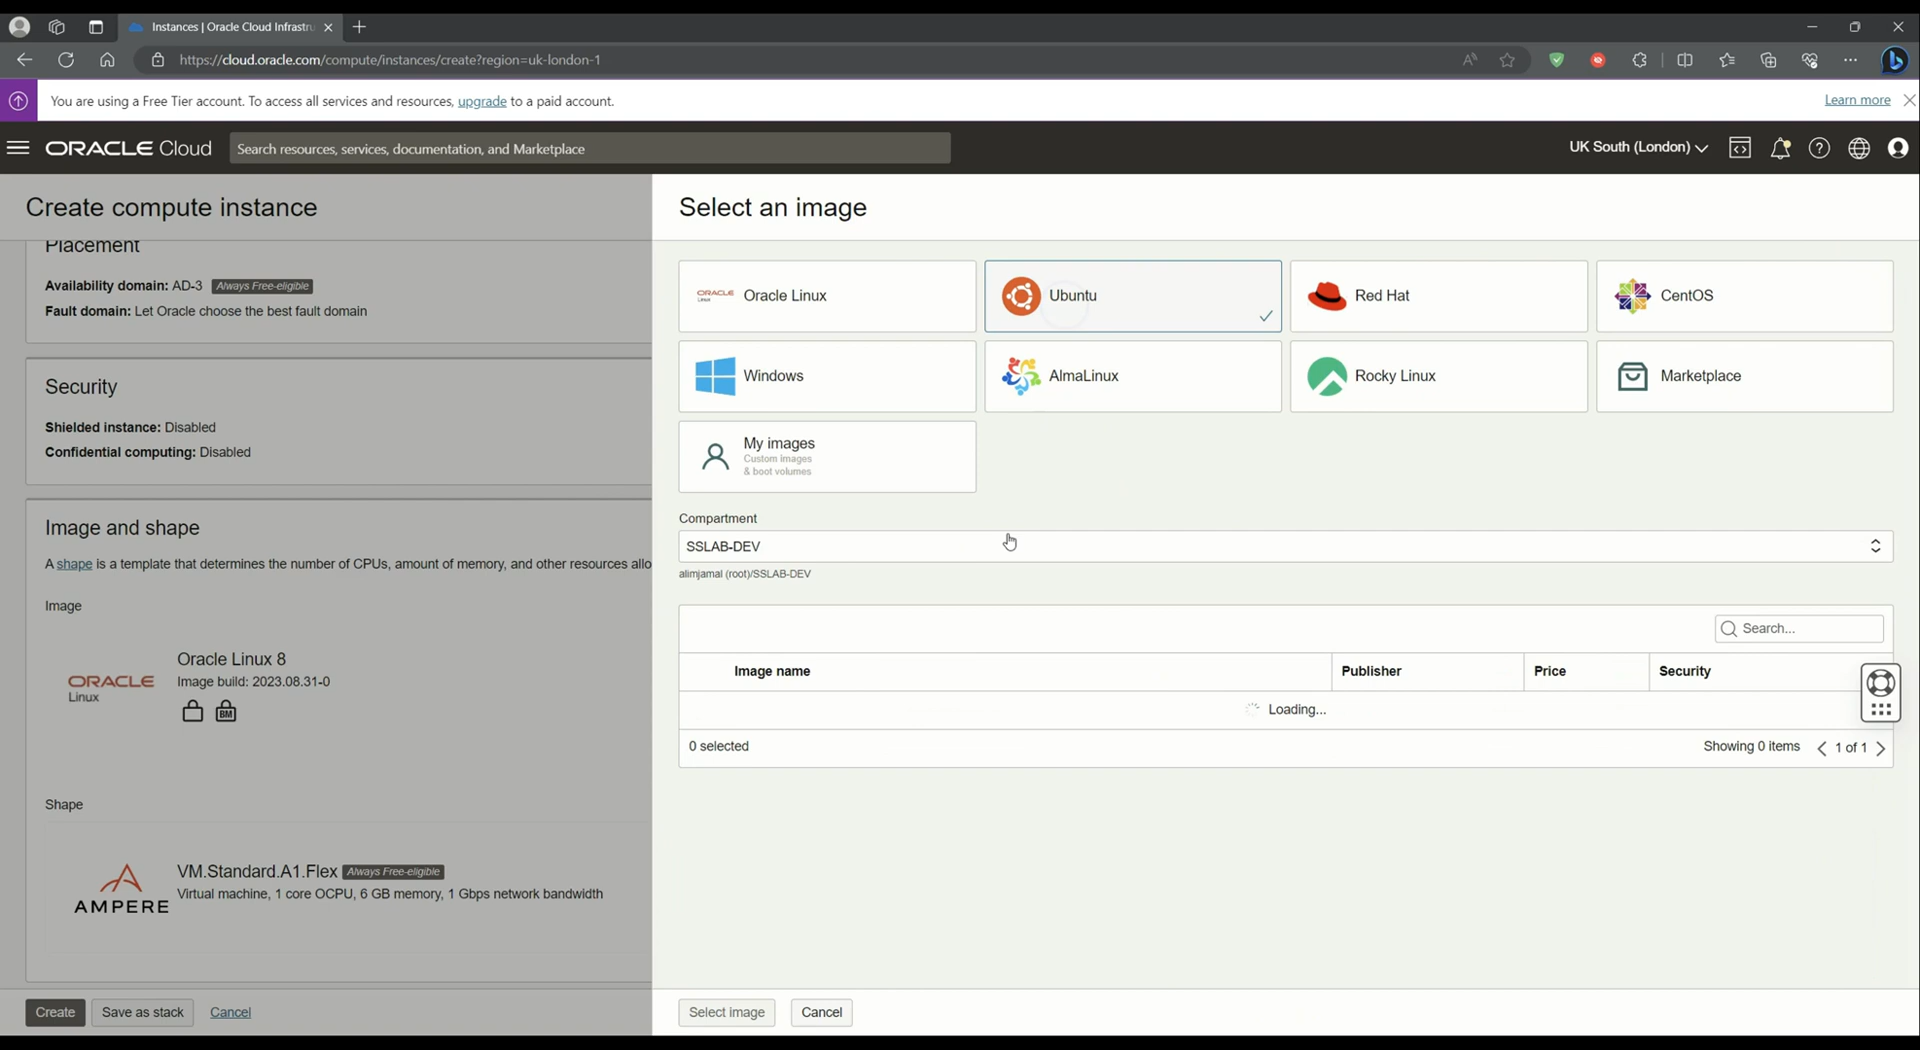 Instances | Oracle Cloud Infrastru
https://cloud.oracle.com/compute/instances/create?region=uk-london-1
You are using a Free Tier account. To access all services and resources, upgrade to a paid account.
Learn more
ORACLE Cloud
Search resources, services, documentation, and Marketplace
UK South (London)
Create compute instance
Placement
Availability domain: AD-3 Always Free-eligible
Fault domain: Let Oracle choose the best fault domain
Security
Shielded instance: Disabled
Confidential computing: Disabled
Image and shape
A shape is a template that determines the number of CPUs, amount of memory, and other resources allo
Image
ORACLE
Linux
Oracle Linux 8
Image build: 2023.08.31-0
BM
Shape
AMPERE
VM.Standard.A1.Flex Always Free-eligible
Virtual machine, 1 core OCPU, 6 GB memory, 1 Gbps network bandwidth
Create
Save as stack
Cancel
Select an image
ORACLE
Linux
Oracle Linux
Ubuntu
Red Hat
CentOS
Windows
AlmaLinux
Rocky Linux
Marketplace
My images
Custom images
& boot volumes
Compartment
SSLAB-DEV
alimjamal (root)/SSLAB-DEV
Search...
Image name
Publisher
Price
Security
Loading...
0 selected
Showing 0 items
1 of 1
Select image
Cancel